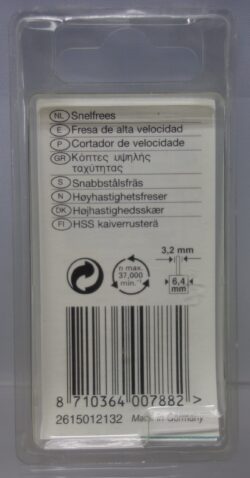 NL Snelfrees
E Fresa de alta velocidad
P Cortador de velocidade
GR Κόπτες υψηλής
ταχύτητας
S Snabbstålsfräs
N Høyhastighetsfreser
DK Højhastighedsskær
FI HSS kaiverrusterä
3,2 mm
n max.
37,000
min.⁻¹
6,4
mm
8 710364 007882 >
2615012132 Made in Germany